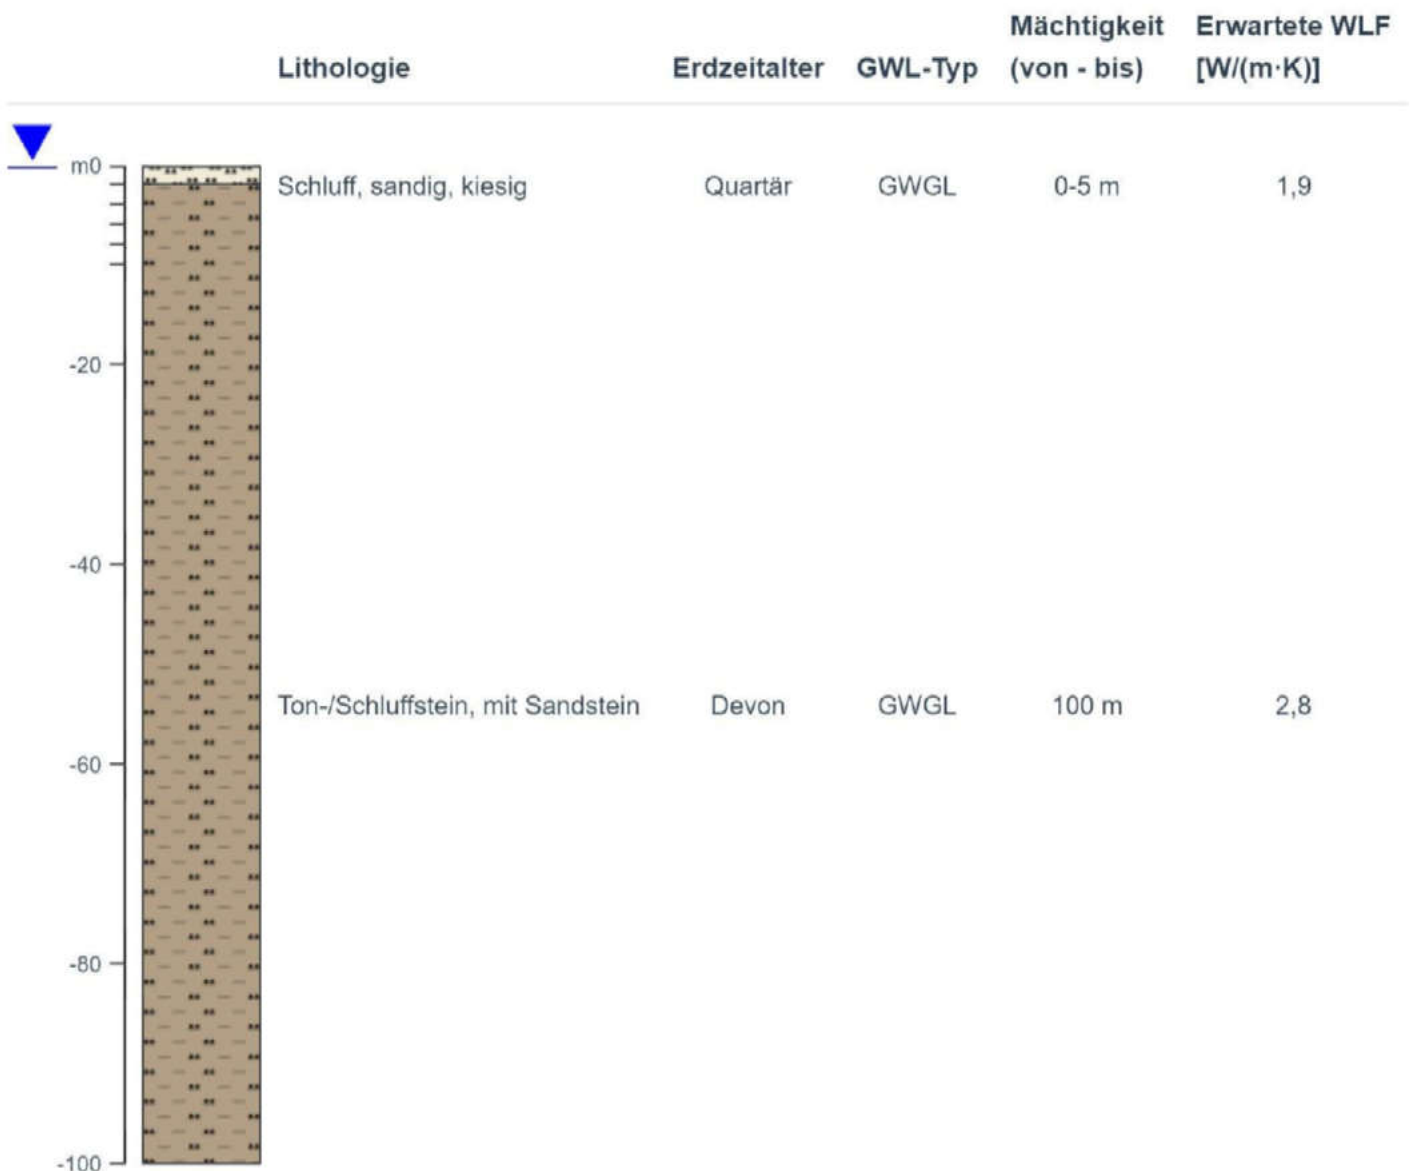 Mächtigkeit Erwartete WLF
Lithologie Erdzeitalter GWL-Typ (von - bis) [W/(m·K)]
m0
Schluff, sandig, kiesig Quartär GWGL 0-5 m 1,9
-20
-40
Ton-/Schluffstein, mit Sandstein Devon GWGL 100 m 2,8
-60
-80
-100